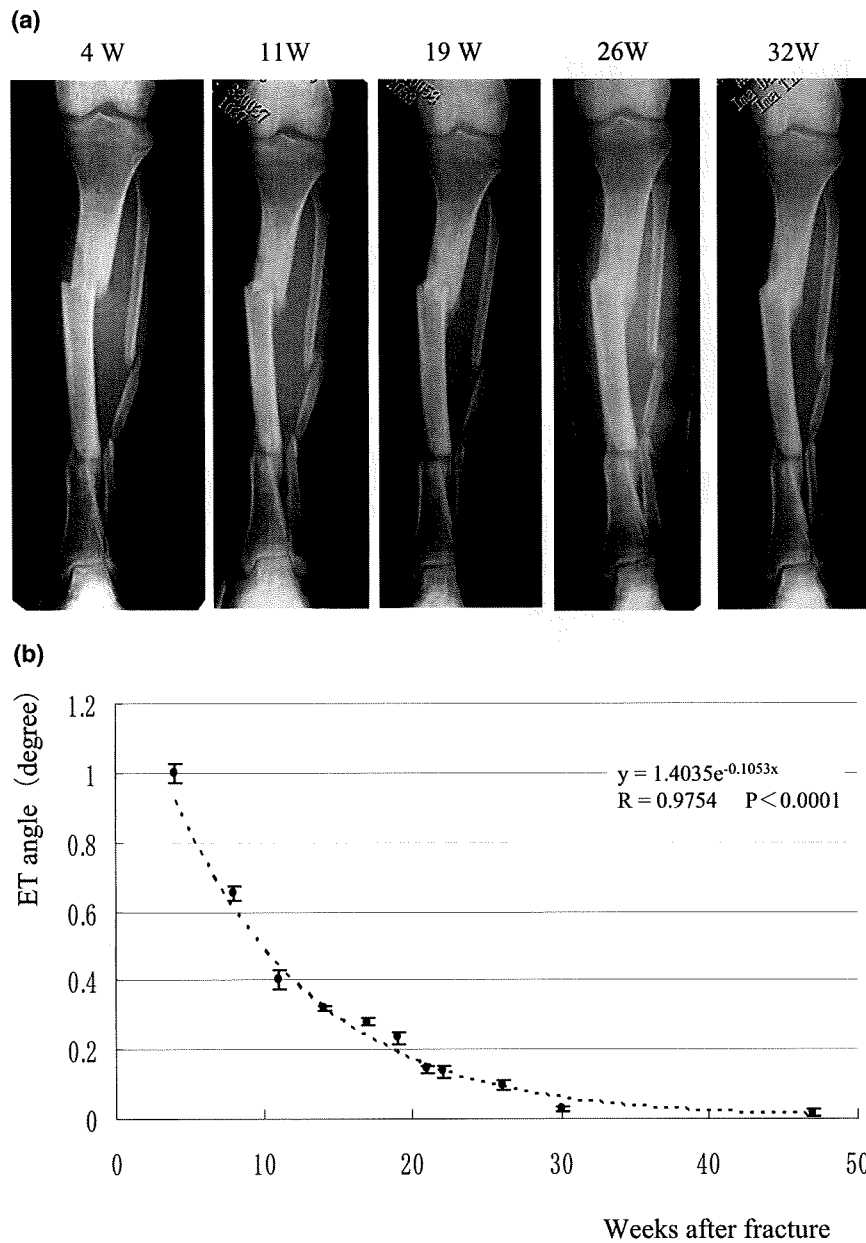 (a)
4 W 11W 19 W 26W 32W
(b)
ET angle (degree)
1.2
1
0.8
0.6
0.4
0.2
0
y = 1.4035e^-0.1053x
R = 0.9754 P<0.0001
0 10 20 30 40 50
Weeks after fracture